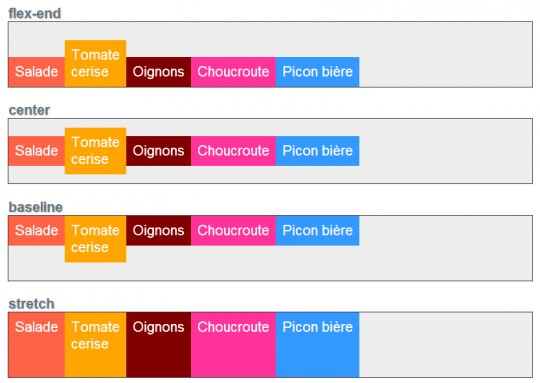 flex-end
Salade Tomate cerise Oignons Choucroute Picon bière
center
Salade Tomate cerise Oignons Choucroute Picon bière
baseline
Salade Tomate cerise Oignons Choucroute Picon bière
stretch
Salade Tomate cerise Oignons Choucroute Picon bière